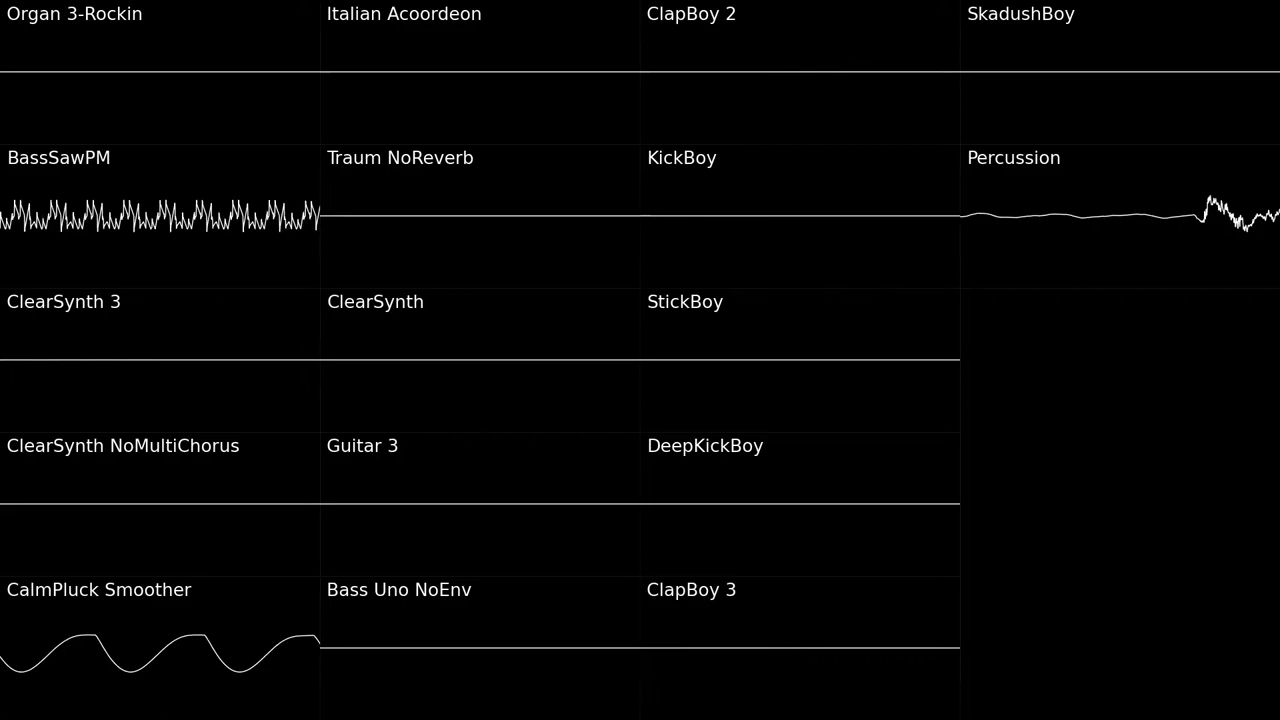 Organ 3-Rockin
Italian Acoordeon
ClapBoy 2
SkadushBoy
BassSawPM
Traum NoReverb
KickBoy
Percussion
ClearSynth 3
ClearSynth
StickBoy
ClearSynth NoMultiChorus
Guitar 3
DeepKickBoy
CalmPluck Smoother
Bass Uno NoEnv
ClapBoy 3